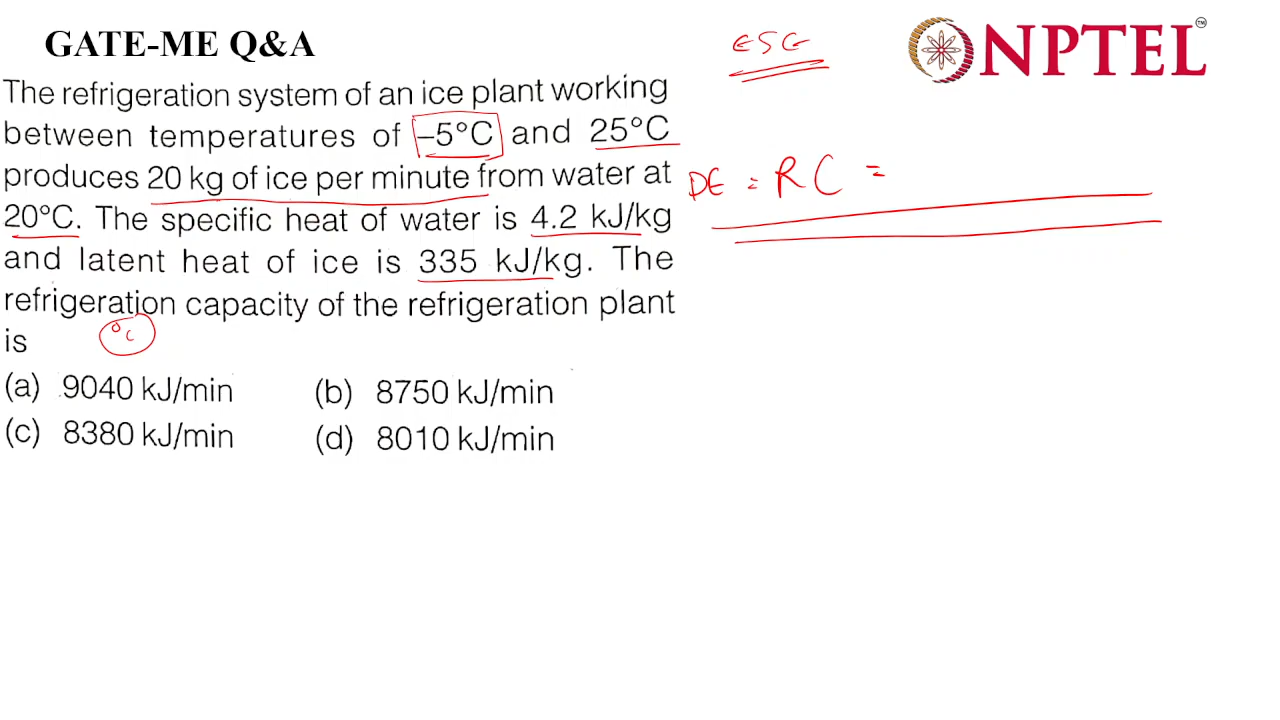 GATE-ME Q&A
ESG
NPTEL
TM
The refrigeration system of an ice plant working
between temperatures of –5°C and 25°C
produces 20 kg of ice per minute from water at
20°C. The specific heat of water is 4.2 kJ/kg
and latent heat of ice is 335 kJ/kg. The
refrigeration capacity of the refrigeration plant
is
DE = RC =
°C
(a) 9040 kJ/min (b) 8750 kJ/min
(c) 8380 kJ/min (d) 8010 kJ/min